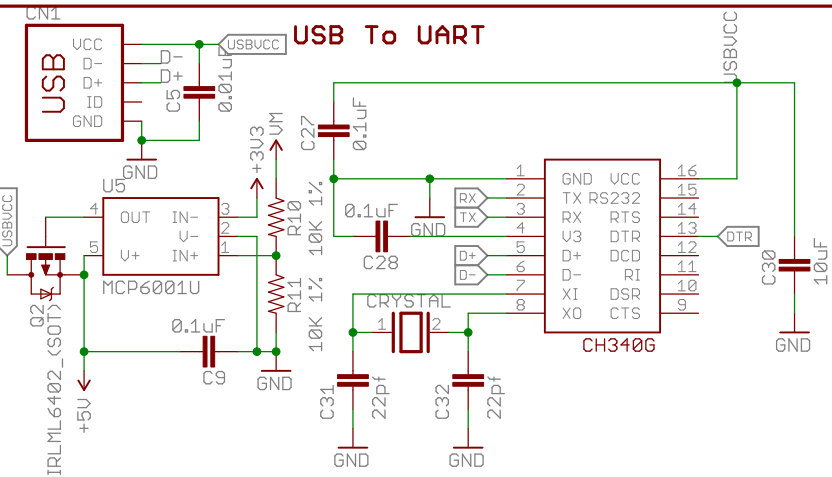 CN1
USB To UART
USB
VCC
D-
D+
ID
GND
D-
D+
C5
0.01u
USBVCC
GND
USBVCC
C27
0.1uF
+3V3
VM
U5
4 OUT IN- 3
V- 2
5 V+ IN+ 1
MCP6001U
R10
10K 1%
R11
10K 1%
USBVCC
Q2
IRLML6402_(SOT)
+5V
0.1uF
C9
GND
0.1uF
C28
GND
RX
TX
D+
D-
1 GND VCC 16
2 TX RS232 15
3 RX RTS 14
4 V3 DTR 13
5 D+ DCD 12
6 D- RI 11
7 XI DSR 10
8 XO CTS 9
CH340G
DTR
C30
10uF
GND
CRYSTAL
1 2
C31
22pf
C32
22pf
GND
GND